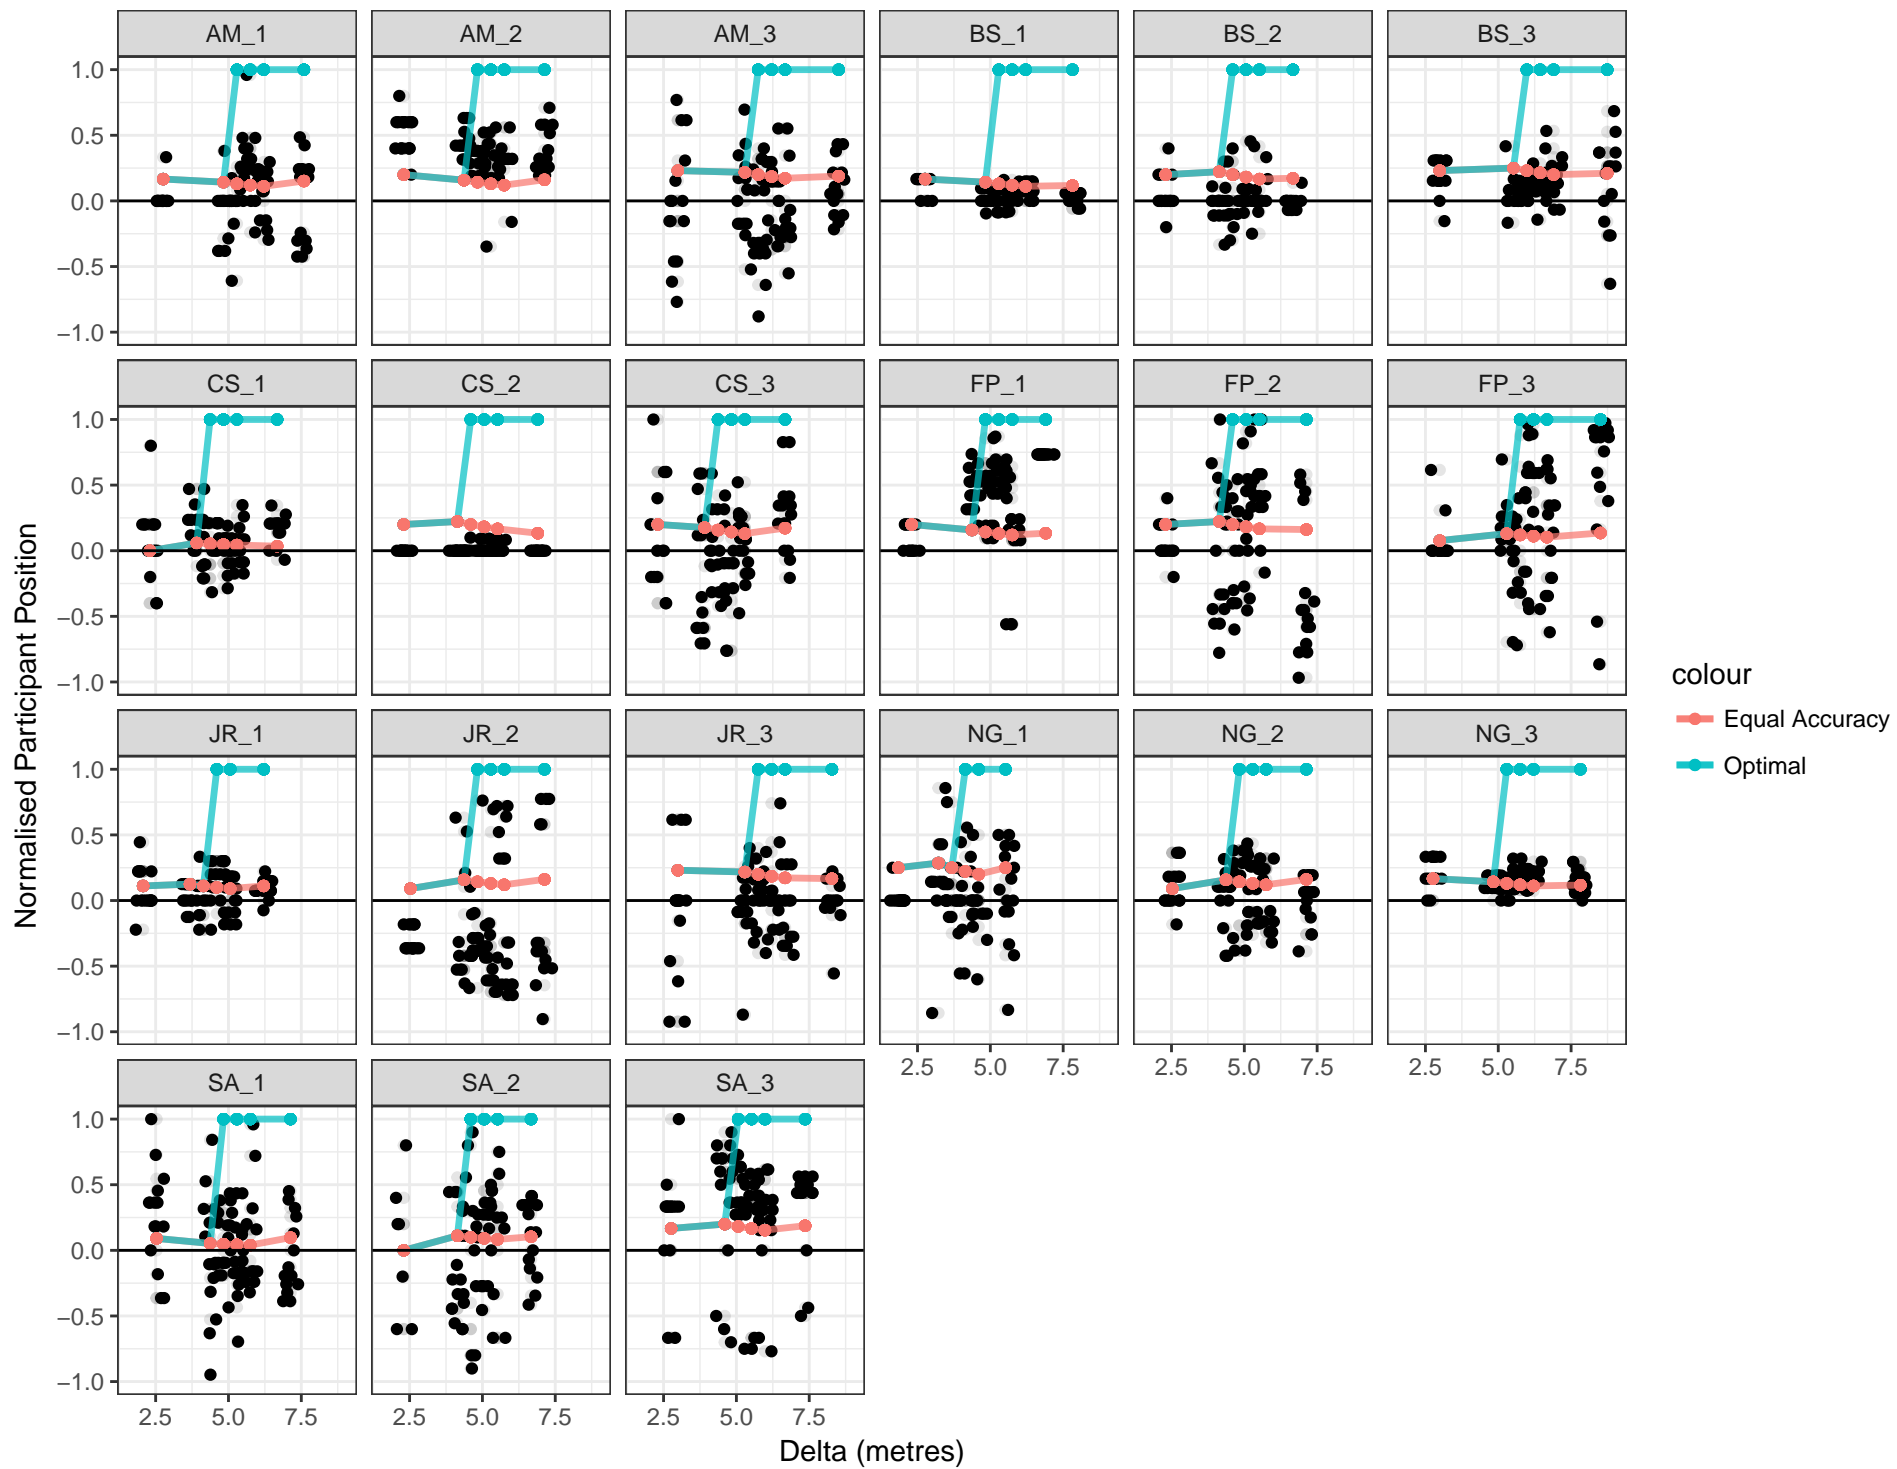 AM_1 AM_2 AM_3 BS_1 BS_2 BS_3
1.0
0.5
0.0
−0.5
−1.0
CS_1 CS_2 CS_3 FP_1 FP_2 FP_3
1.0
0.5
0.0
−0.5
−1.0
JR_1 JR_2 JR_3 NG_1 NG_2 NG_3
1.0
0.5
0.0
−0.5
−1.0
2.5 5.0 7.5 2.5 5.0 7.5 2.5 5.0 7.5
SA_1 SA_2 SA_3
1.0
0.5
0.0
−0.5
−1.0
2.5 5.0 7.5 2.5 5.0 7.5 2.5 5.0 7.5
Delta (metres)
Normalised Participant Position
colour
Equal Accuracy
Optimal